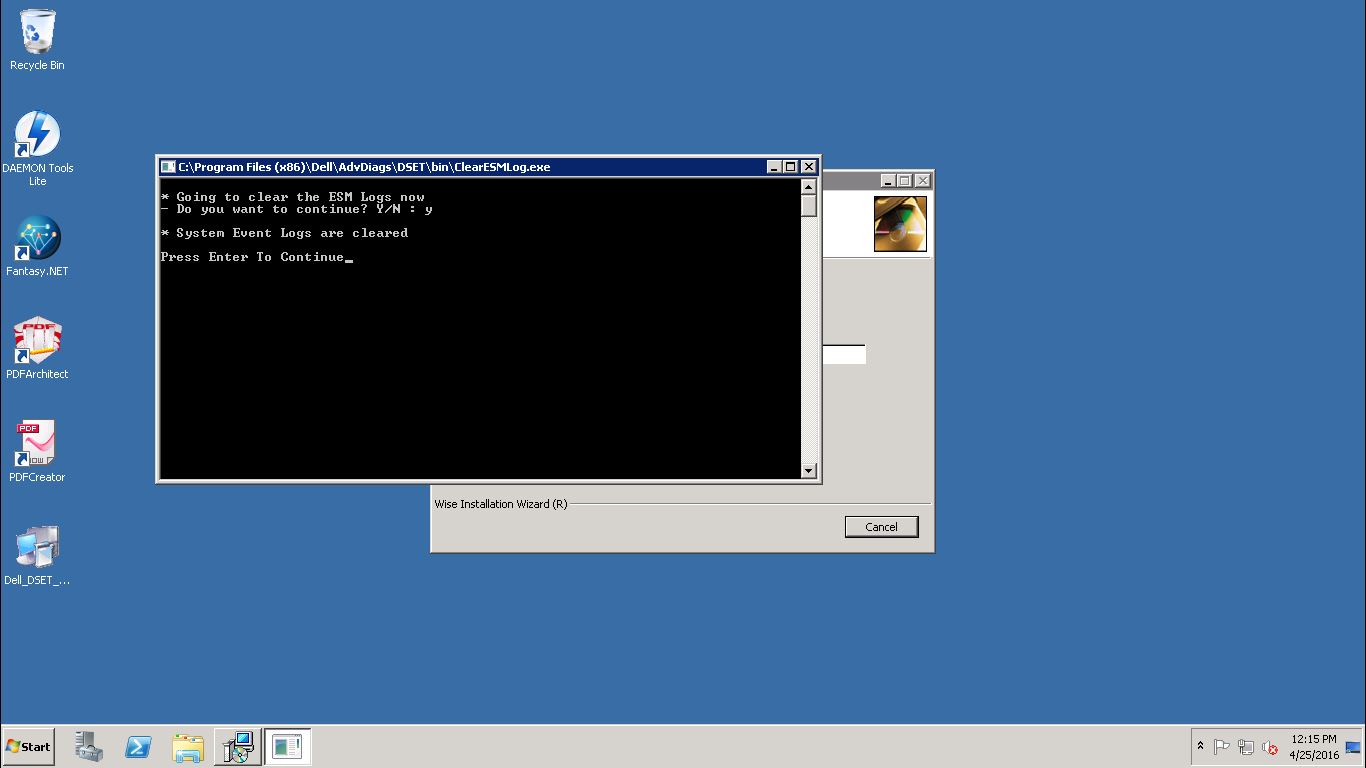 Recycle Bin
DAEMON Tools
Lite
Fantasy.NET
PDFArchitect
PDFCreator
Dell_DSET_...
C:\Program Files (x86)\Dell\AdvDiags\DSET\bin\ClearESMLog.exe
* Going to clear the ESM Logs now
- Do you want to continue? Y/N : y
* System Event Logs are cleared
Press Enter To Continue_
Wise Installation Wizard (R)
Cancel
Start
12:15 PM
4/25/2016